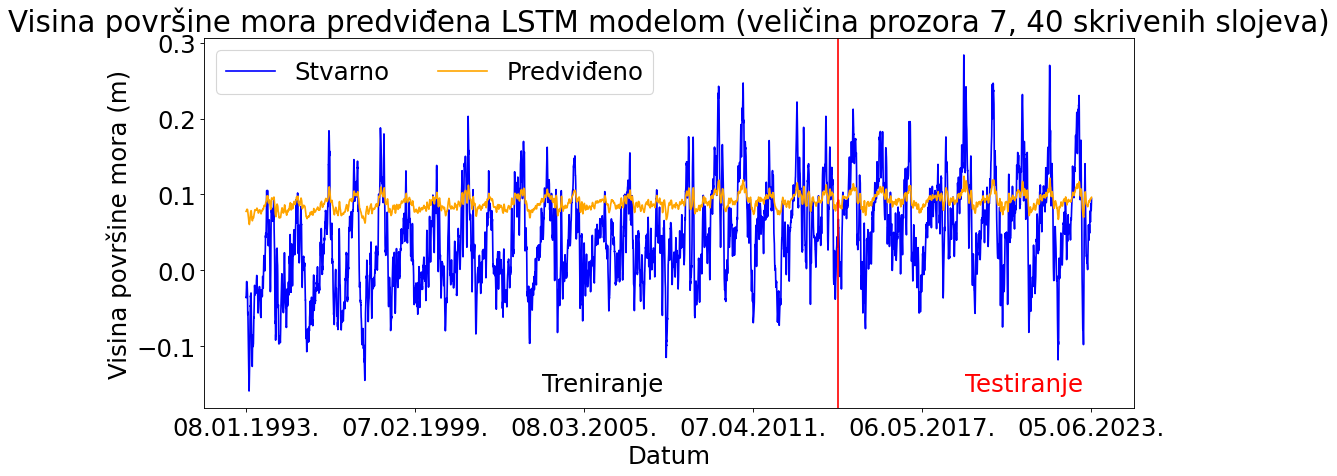 Visina površine mora predviđena LSTM modelom (veličina prozora 7, 40 skrivenih slojeva)
Stvarno
Predviđeno
Visina površine mora (m)
0.3
0.2
0.1
0.0
−0.1
Treniranje
Testiranje
08.01.1993.
07.02.1999.
08.03.2005.
07.04.2011.
06.05.2017.
05.06.2023.
Datum